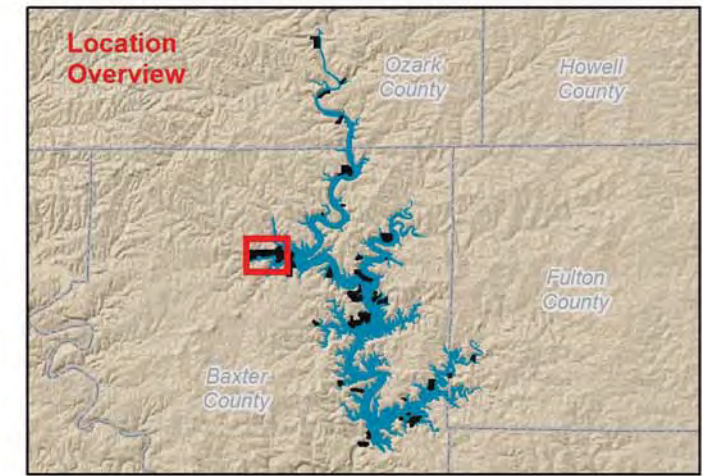 Location
Overview
Ozark
County
Howell
County
Fulton
County
Baxter
County